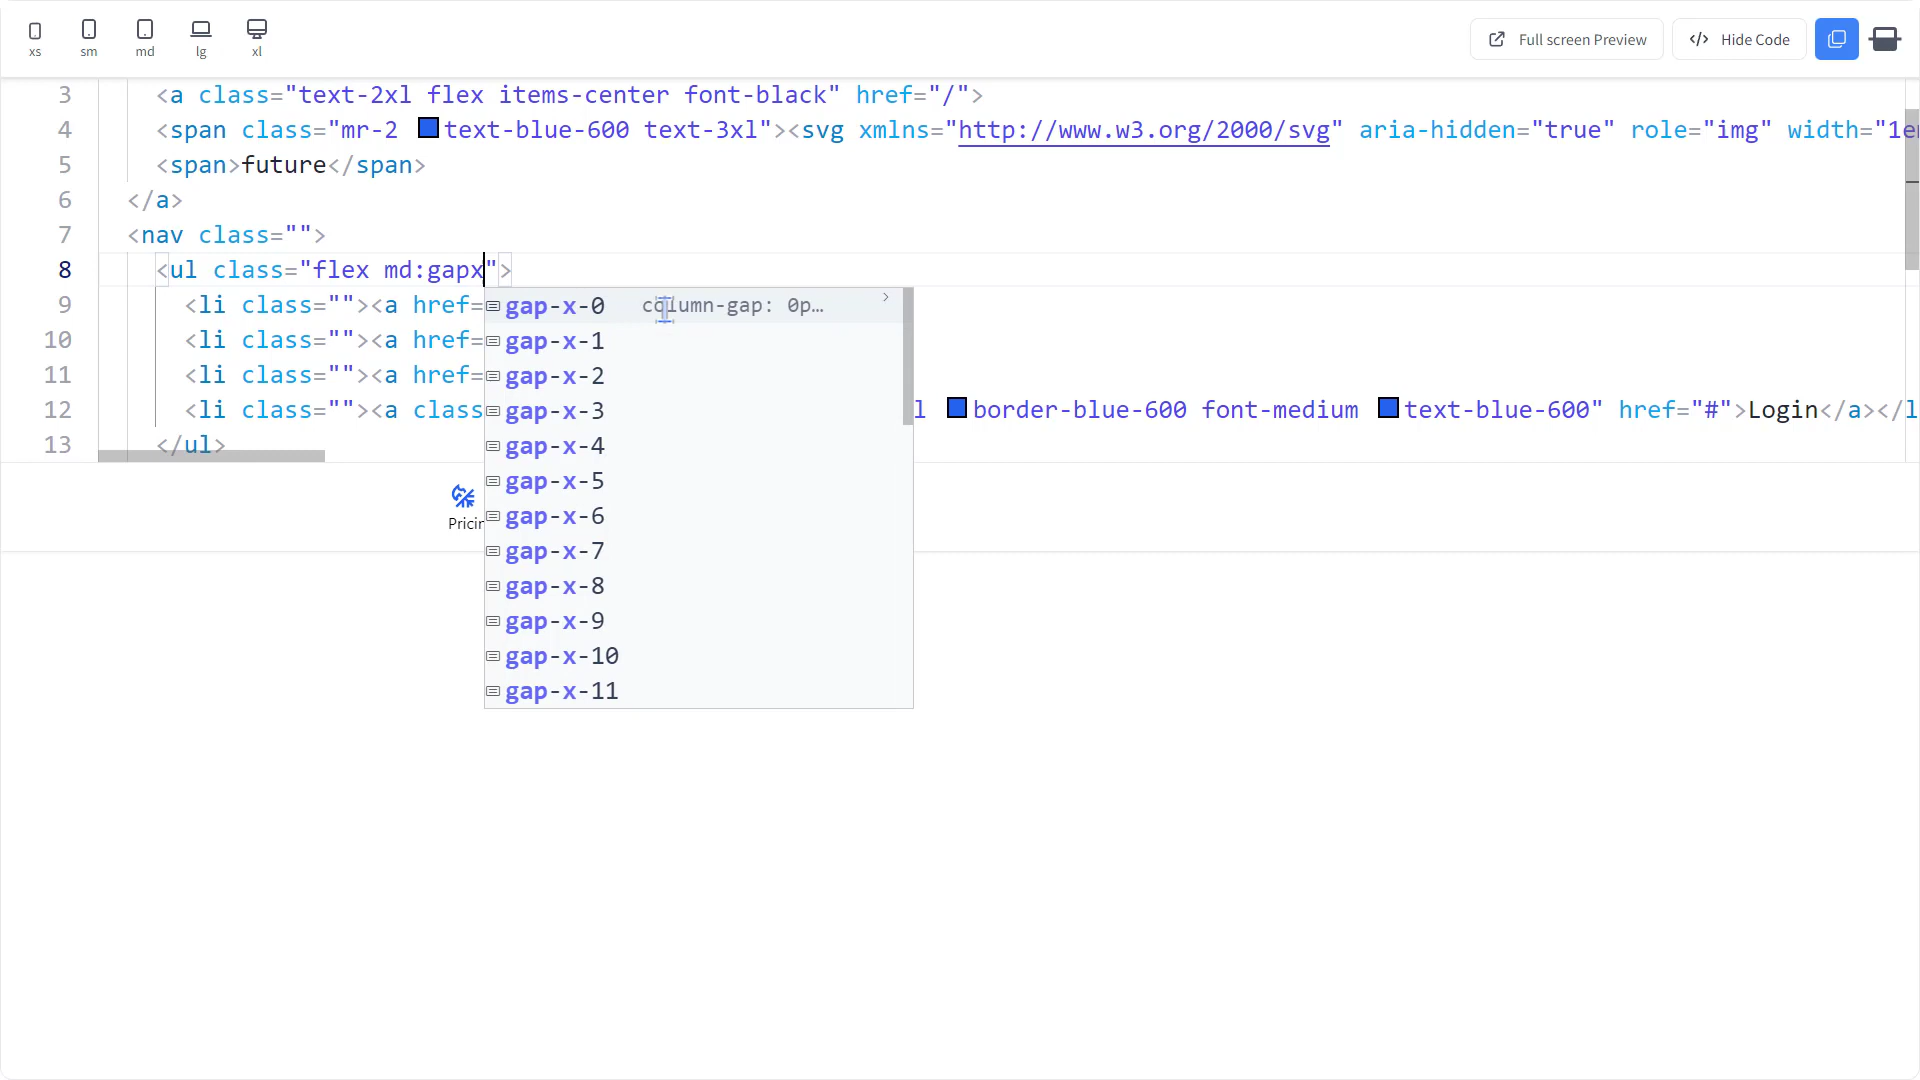 xs sm md lg xl Full screen Preview Hide Code
3 <a class="text-2xl flex items-center font-black" href="/">
4 <span class="mr-2 text-blue-600 text-3xl"><svg xmlns="http://www.w3.org/2000/svg" aria-hidden="true" role="img" width="1em
5 <span>future</span>
6 </a>
7 <nav class="">
8 <ul class="flex md:gapx">
9 <li class=""><a href=
10 <li class=""><a href=
11 <li class=""><a href=
12 <li class=""><a class l border-blue-600 font-medium text-blue-600" href="#">Login</a></l
13 </ul>
gap-x-0 column-gap: 0p…
gap-x-1
gap-x-2
gap-x-3
gap-x-4
gap-x-5
gap-x-6
gap-x-7
gap-x-8
gap-x-9
gap-x-10
gap-x-11
Pricin